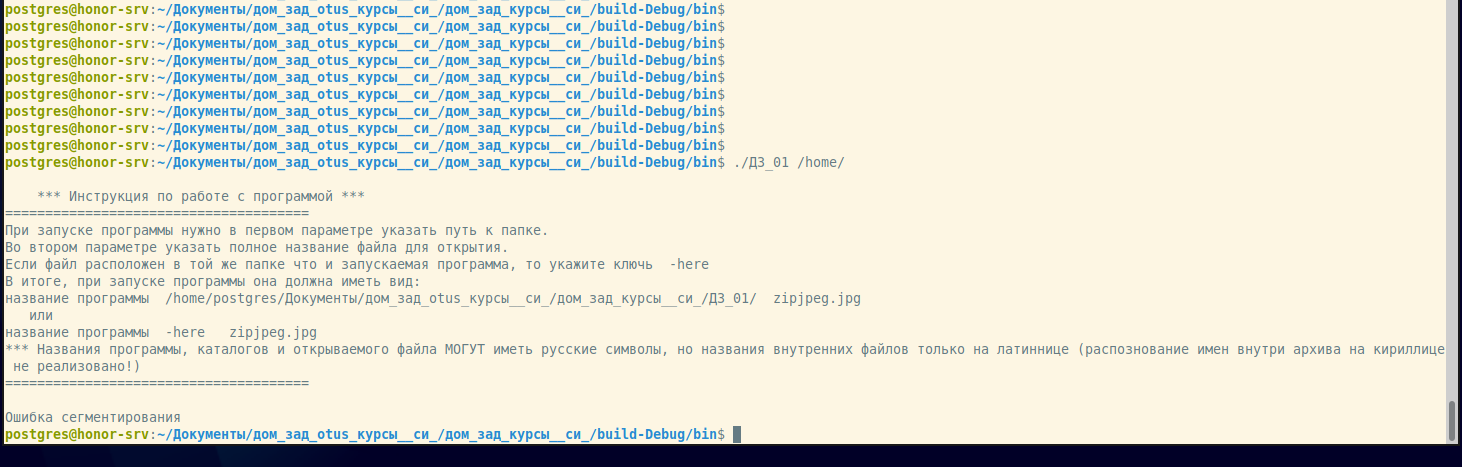 postgres@honor-srv:~/Документы/дом_зад_otus_курсы__си_/дом_зад_курсы__си_/build-Debug/bin$
postgres@honor-srv:~/Документы/дом_зад_otus_курсы__си_/дом_зад_курсы__си_/build-Debug/bin$
postgres@honor-srv:~/Документы/дом_зад_otus_курсы__си_/дом_зад_курсы__си_/build-Debug/bin$
postgres@honor-srv:~/Документы/дом_зад_otus_курсы__си_/дом_зад_курсы__си_/build-Debug/bin$
postgres@honor-srv:~/Документы/дом_зад_otus_курсы__си_/дом_зад_курсы__си_/build-Debug/bin$
postgres@honor-srv:~/Документы/дом_зад_otus_курсы__си_/дом_зад_курсы__си_/build-Debug/bin$
postgres@honor-srv:~/Документы/дом_зад_otus_курсы__си_/дом_зад_курсы__си_/build-Debug/bin$
postgres@honor-srv:~/Документы/дом_зад_otus_курсы__си_/дом_зад_курсы__си_/build-Debug/bin$
postgres@honor-srv:~/Документы/дом_зад_otus_курсы__си_/дом_зад_курсы__си_/build-Debug/bin$
postgres@honor-srv:~/Документы/дом_зад_otus_курсы__си_/дом_зад_курсы__си_/build-Debug/bin$ ./ДЗ_01 /home/
*** Инструкция по работе с программой ***
======================================
При запуске программы нужно в первом параметре указать путь к папке.
Во втором параметре указать полное название файла для открытия.
Если файл расположен в той же папке что и запускаемая программа, то укажите ключь  -here
В итоге, при запуске программы она должна иметь вид:
название программы  /home/postgres/Документы/дом_зад_otus_курсы__си_/дом_зад_курсы__си_/ДЗ_01/  zipjpeg.jpg
или
название программы  -here   zipjpeg.jpg
*** Названия программы, каталогов и открываемого файла МОГУТ иметь русские символы, но названия внутренних файлов только на латиннице (распознование имен внутри архива на кириллице
не реализовано!)
======================================
Ошибка сегментирования
postgres@honor-srv:~/Документы/дом_зад_otus_курсы__си_/дом_зад_курсы__си_/build-Debug/bin$